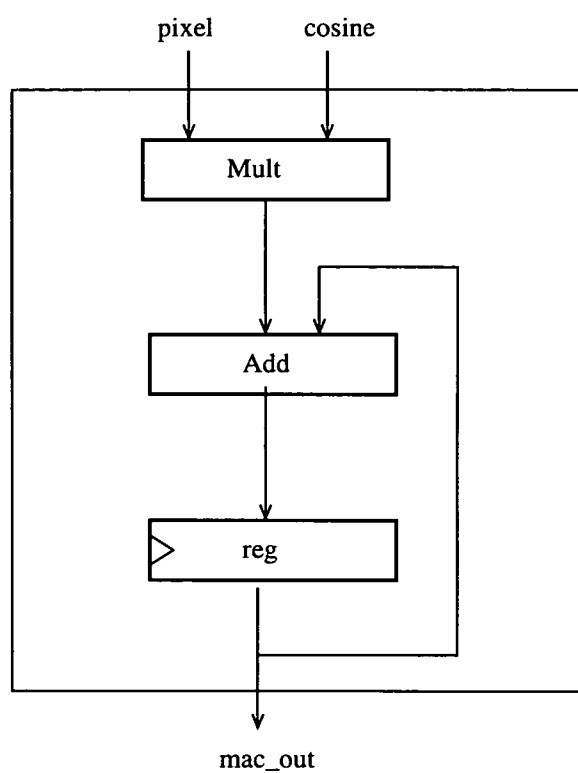 pixel cosine
Mult
Add
reg
mac_out